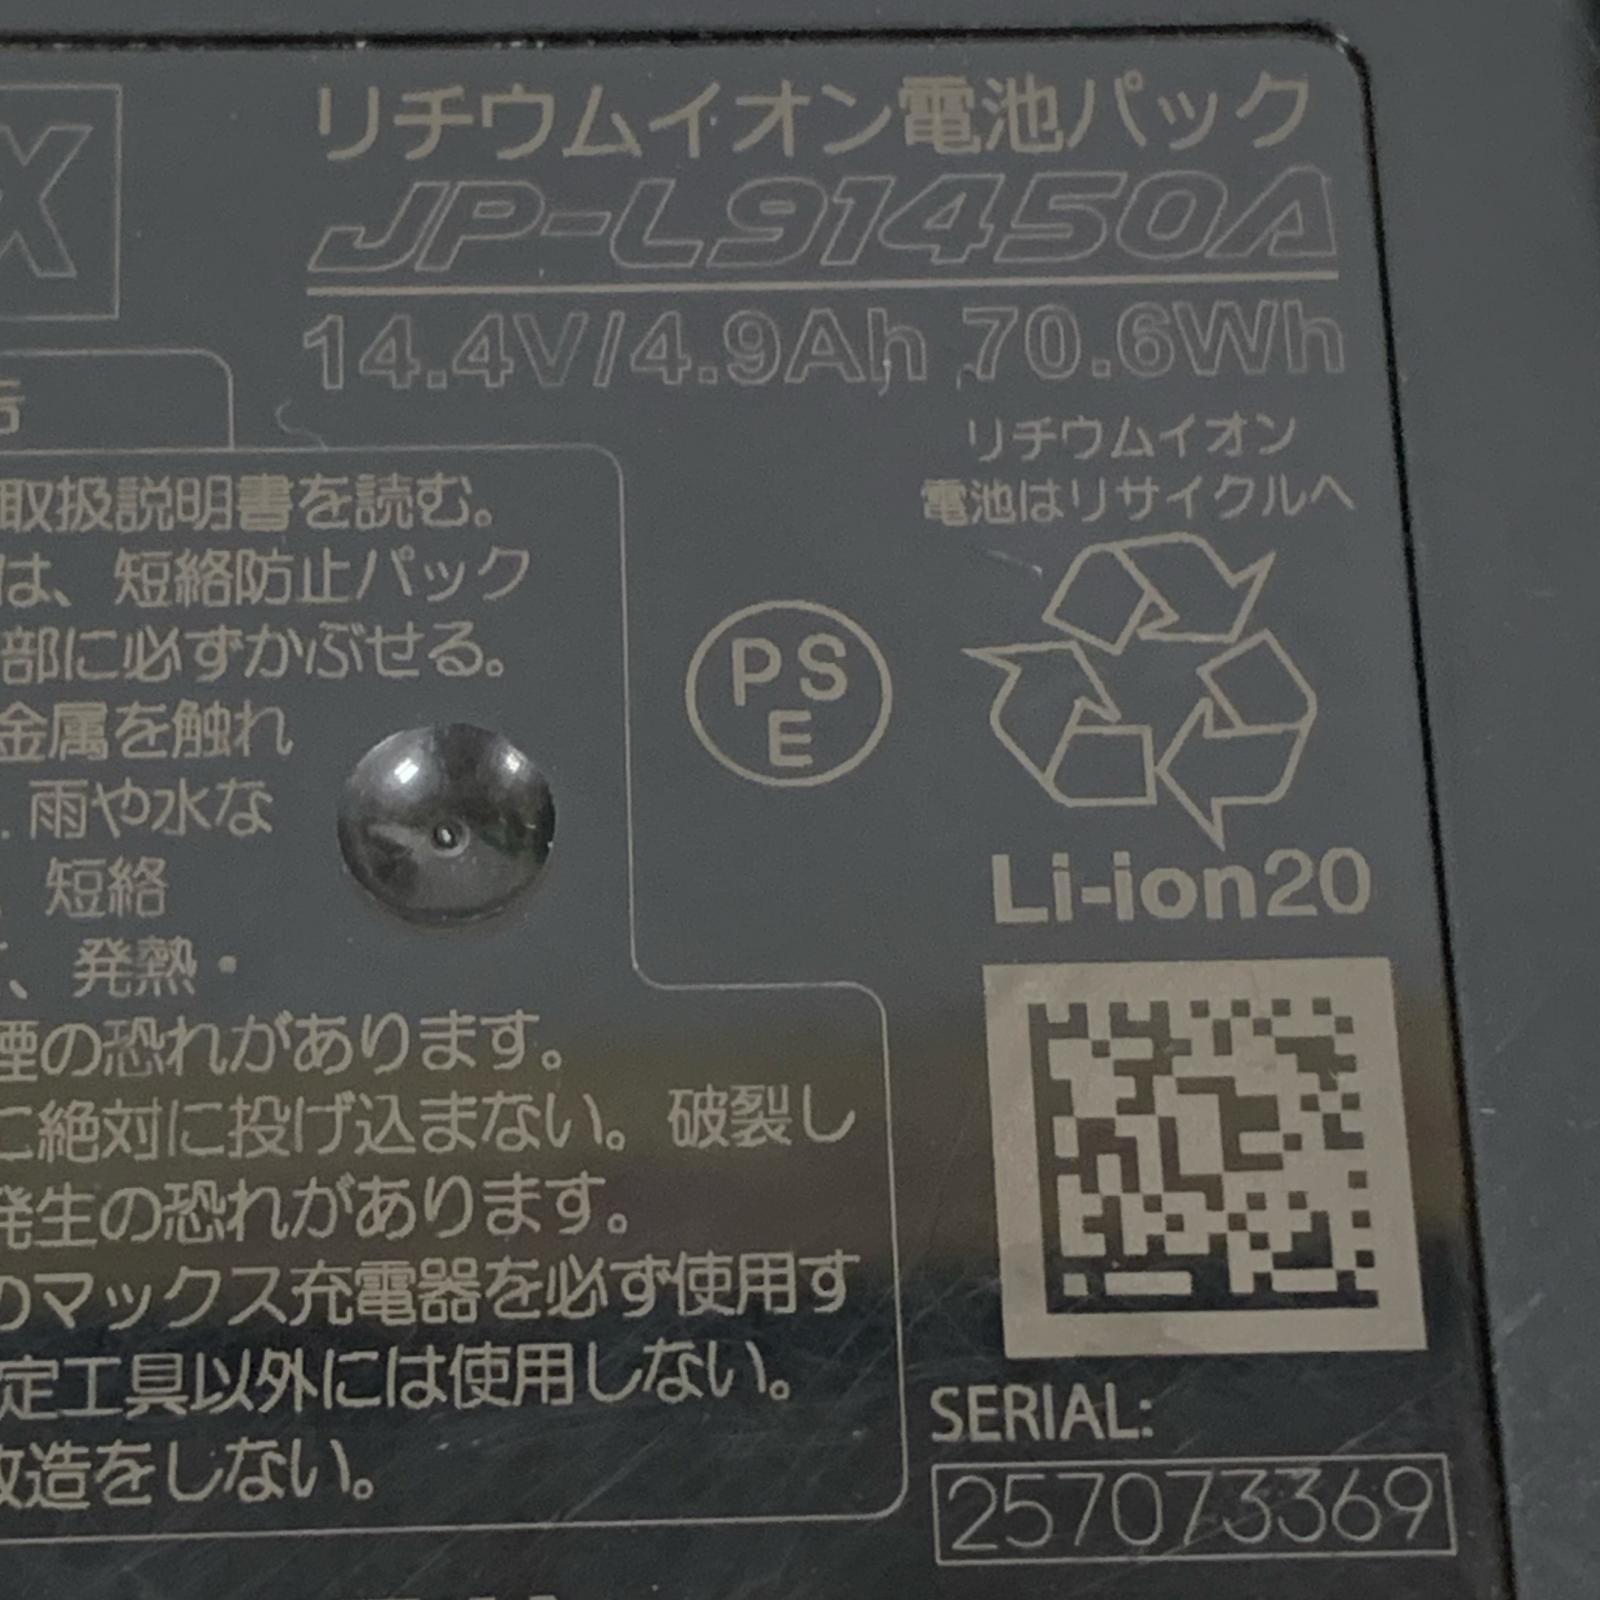 X
リチウムイオン電池パック
JP-L91450A
14.4V/4.9Ah 70.6Wh
告
取扱説明書を読む。
は、短絡防止パック
部に必ずかぶせる。
金属を触れ
雨や水な
短絡
、発熱・
煙の恐れがあります。
に絶対に投げ込まない。破裂し
発生の恐れがあります。
のマックス充電器を必ず使用す
定工具以外には使用しない。
改造をしない。
リチウムイオン
電池はリサイクルへ
PS
E
Li-ion20
SERIAL:
257073369